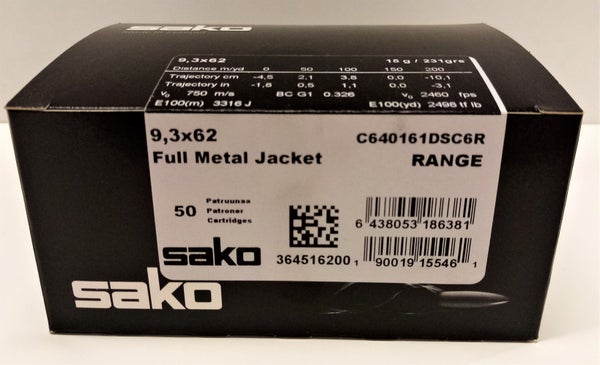 sako
9,3x62 15 g / 231grs
Distance m/yd 0 50 100 150 200
Trajectory cm -4,5 2,1 3,8 0,0 -10,1
Trajectory in -1,8 0,5 1,1 0,0 -3,1
v₀ 750 m/s BC G1 0.326 v₀ 2460 fps
E100(m) 3316 J E100(yd) 2498 tf lb
9,3x62 C640161DSC6R
Full Metal Jacket RANGE
50 Patruunaa
Patroner
Cartridges
6 438053 186381
sako 364516200 1 90019 15546 1
sako